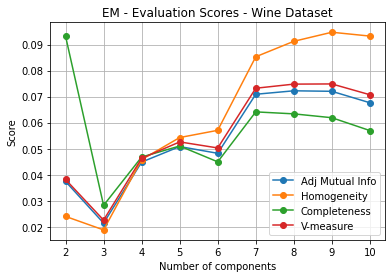 EM - Evaluation Scores - Wine Dataset
0.09
0.08
0.07
0.06
0.05
0.04
0.03
0.02
Score
2 3 4 5 6 7 8 9 10
Number of components
Adj Mutual Info
Homogeneity
Completeness
V-measure